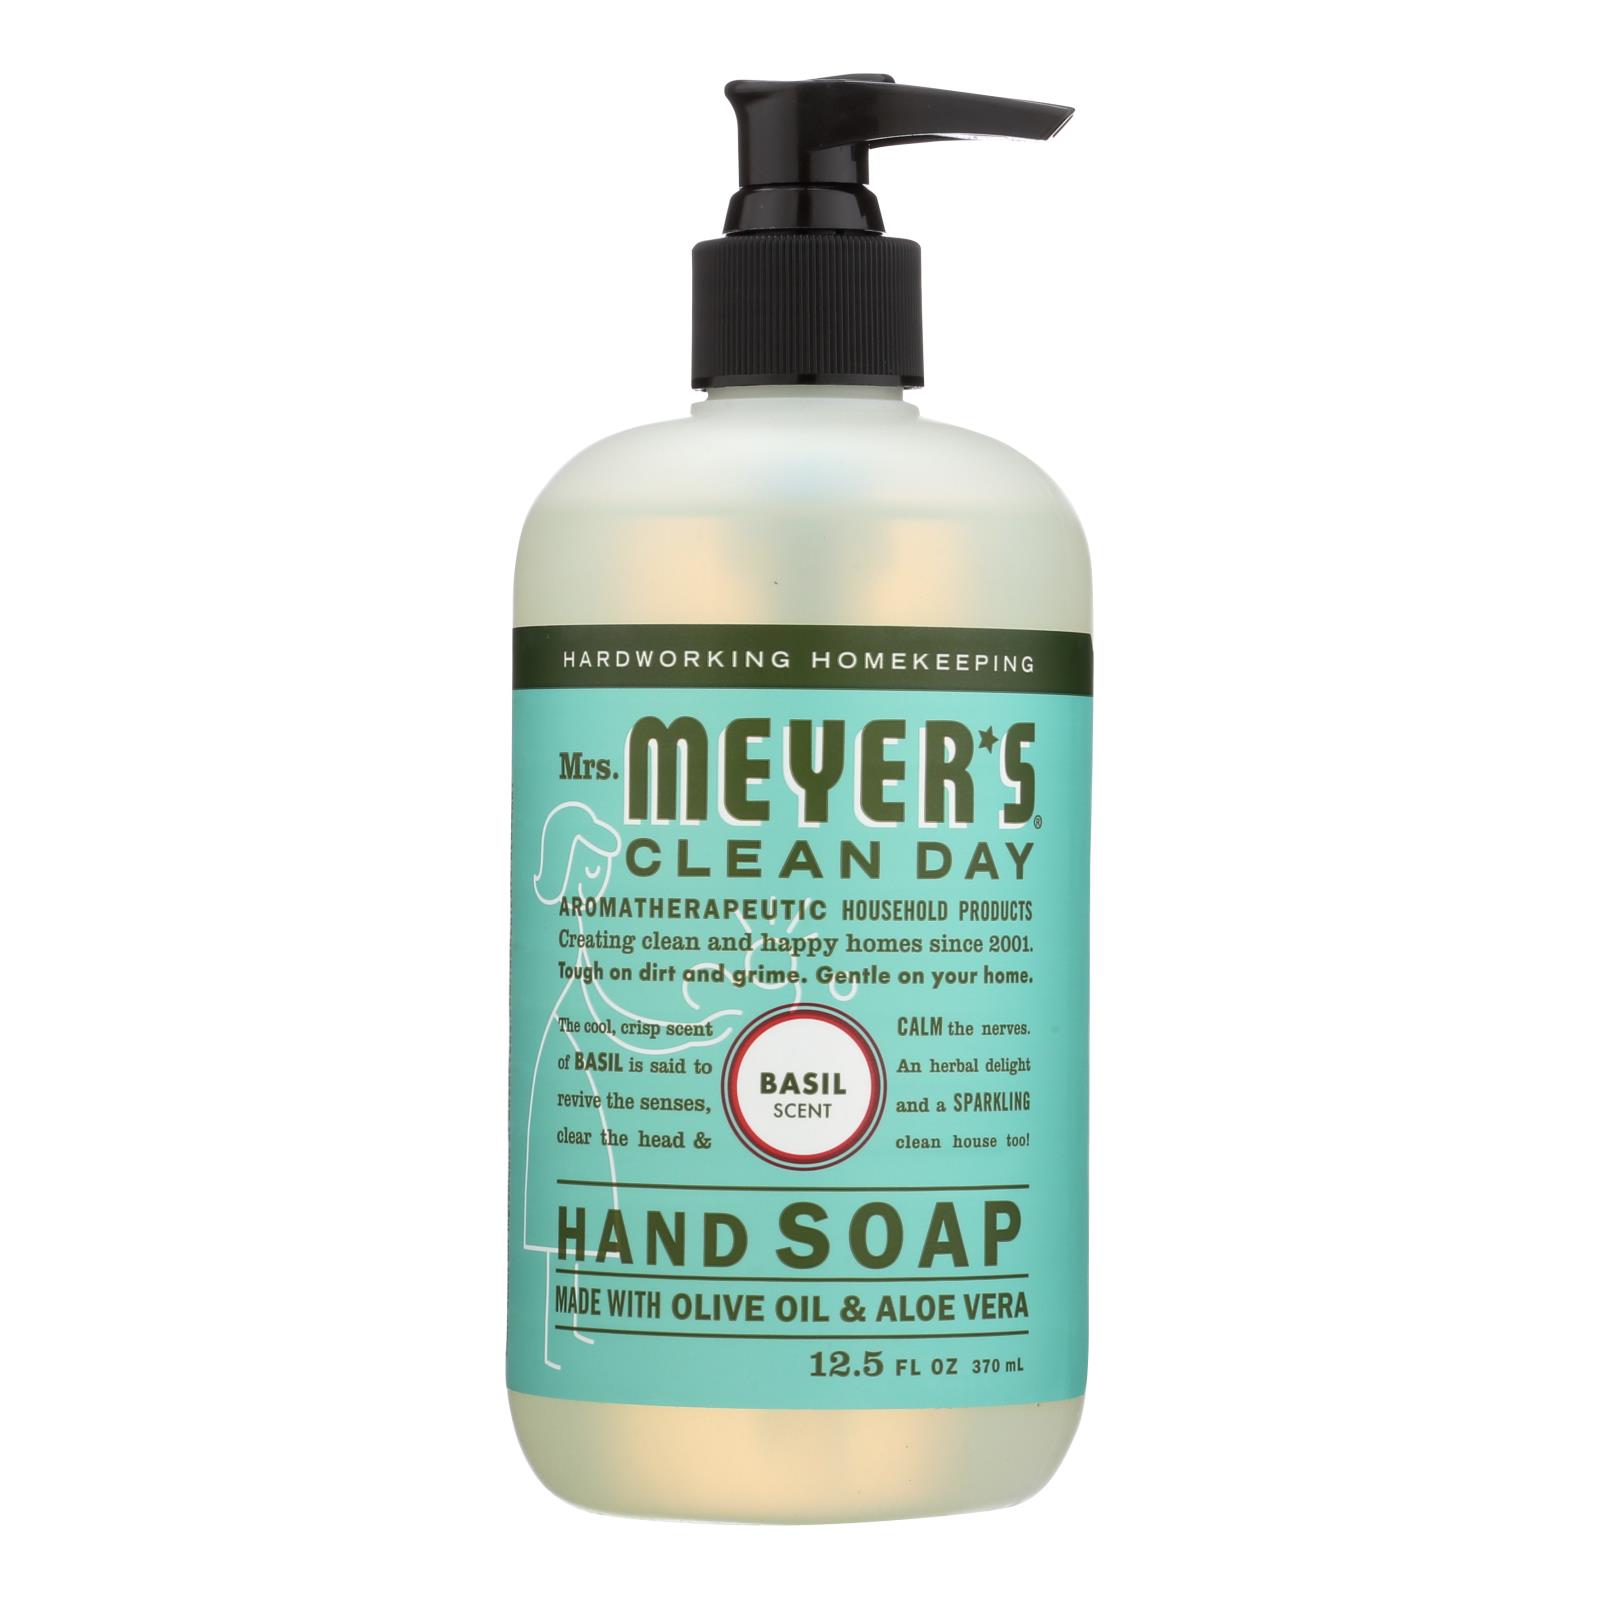 HARDWORKING HOMEKEEPING
Mrs. MEYER'S®
CLEAN DAY
AROMATHERAPEUTIC HOUSEHOLD PRODUCTS
Creating clean and happy homes since 2001.
Tough on dirt and grime. Gentle on your home.
The cool, crisp scent
of BASIL is said to
revive the senses,
clear the head &
BASIL
SCENT
CALM the nerves.
An herbal delight
and a SPARKLING
clean house too!
HAND SOAP
MADE WITH OLIVE OIL & ALOE VERA
12.5 FL OZ 370 mL